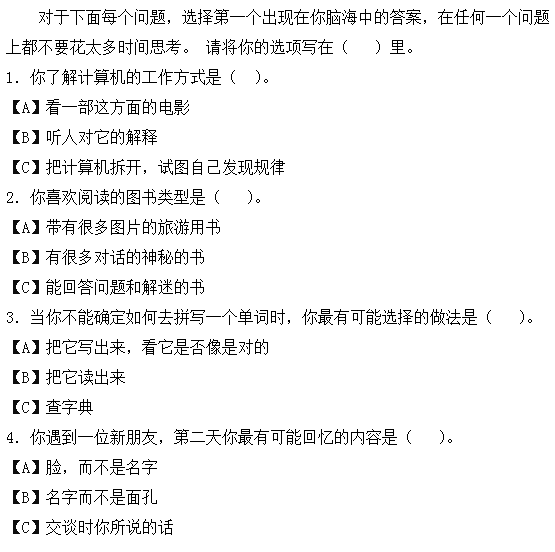 对于下面每个问题，选择第一个出现在你脑海中的答案，在任何一个问题
上都不要花太多时间思考。 请将你的选项写在（   ）里。
1．你了解计算机的工作方式是（  )。
【A】看一部这方面的电影
【B】听人对它的解释
【C】把计算机拆开，试图自己发现规律
2．你喜欢阅读的图书类型是（   )。
【A】带有很多图片的旅游用书
【B】有很多对话的神秘的书
【C】能回答问题和解迷的书
3．当你不能确定如何去拼写一个单词时，你最有可能选择的做法是（   )。
【A】把它写出来，看它是否像是对的
【B】把它读出来
【C】查字典
4．你遇到一位新朋友，第二天你最有可能回忆的内容是（   )。
【A】脸，而不是名字
【B】名字而不是面孔
【C】交谈时你所说的话